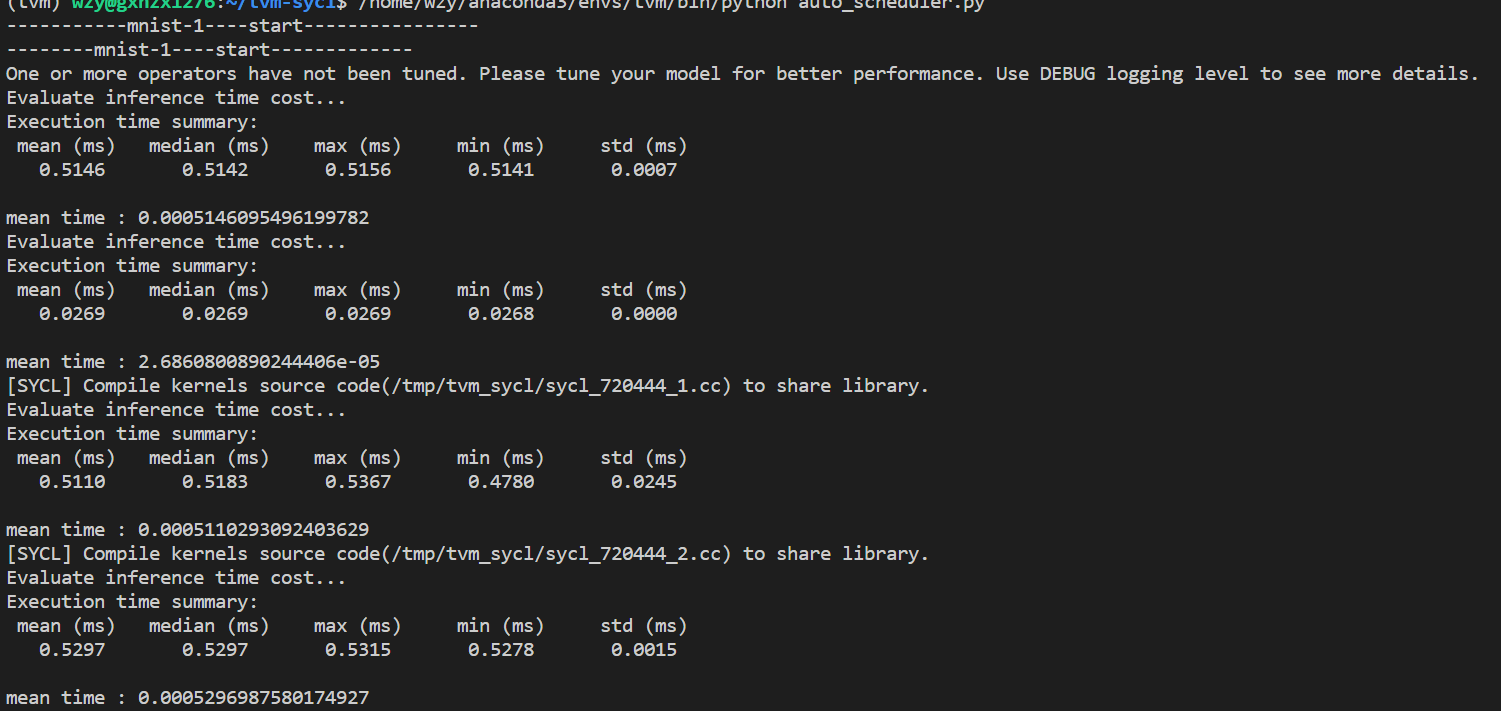 (tvm) wzy@gxnzx1276:~/tvm-sycl$ /home/wzy/anaconda3/envs/tvm/bin/python auto_scheduler.py
-----------mnist-1----start----------------
--------mnist-1----start-------------
One or more operators have not been tuned. Please tune your model for better performance. Use DEBUG logging level to see more details.
Evaluate inference time cost...
Execution time summary:
mean (ms) median (ms) max (ms) min (ms) std (ms)
0.5146 0.5142 0.5156 0.5141 0.0007
mean time : 0.0005146095496199782
Evaluate inference time cost...
Execution time summary:
mean (ms) median (ms) max (ms) min (ms) std (ms)
0.0269 0.0269 0.0269 0.0268 0.0000
mean time : 2.6860800890244406e-05
[SYCL] Compile kernels source code(/tmp/tvm_sycl/sycl_720444_1.cc) to share library.
Evaluate inference time cost...
Execution time summary:
mean (ms) median (ms) max (ms) min (ms) std (ms)
0.5110 0.5183 0.5367 0.4780 0.0245
mean time : 0.0005110293092403629
[SYCL] Compile kernels source code(/tmp/tvm_sycl/sycl_720444_2.cc) to share library.
Evaluate inference time cost...
Execution time summary:
mean (ms) median (ms) max (ms) min (ms) std (ms)
0.5297 0.5297 0.5315 0.5278 0.0015
mean time : 0.0005296987580174927